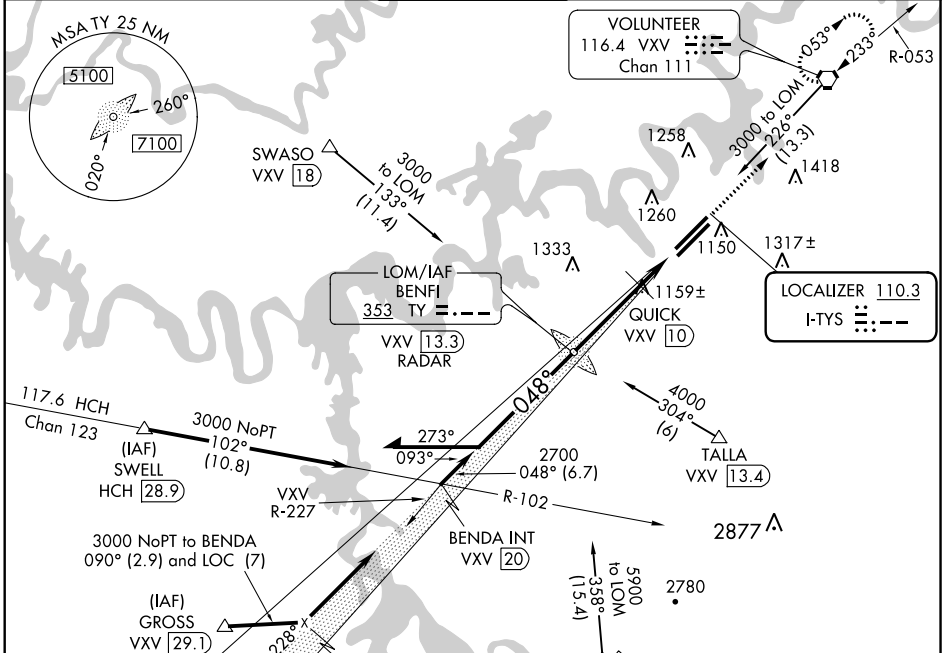 MSA TY 25 NM
5100
260°
7100
020°
VOLUNTEER
116.4 VXV
Chan 111
053°
233°
R-053
3000 to LOM
226°
(13.3)
SWASO
VXV 18
3000
to LOM
133°
(11.4)
1258
1418
1260
1150
1317±
1333
LOM/IAF
BENFI
353 TY
VXV 13.3
RADAR
1159±
QUICK
VXV 10
LOCALIZER 110.3
I-TYS
048°
117.6 HCH
Chan 123
3000 NoPT
102°
(10.8)
(IAF)
SWELL
HCH 28.9
273°
093°
2700
048° (6.7)
4000
304°
(6)
TALLA
VXV 13.4
VXV
R-227
R-102
BENDA INT
VXV 20
2877
3000 NoPT to BENDA
090° (2.9) and LOC (7)
(IAF)
GROSS
VXV 29.1
X
228°
5900
to LOM
358°
(15.4)
2780